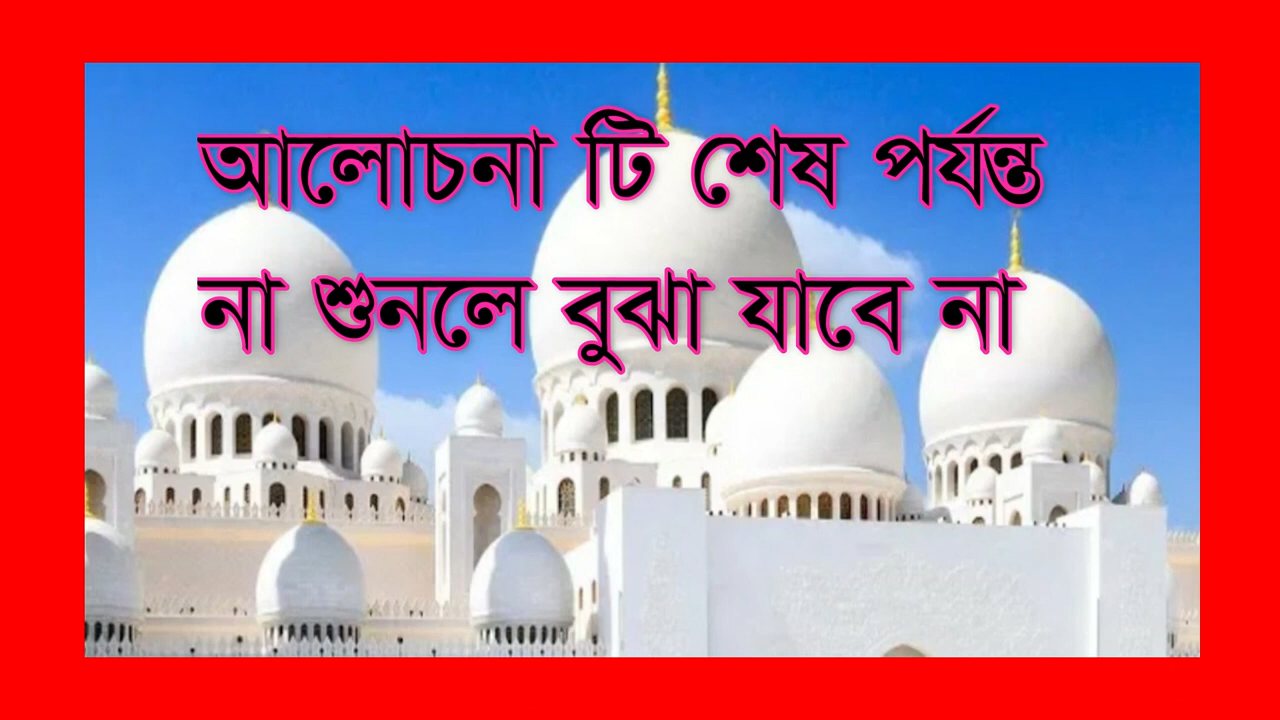 আলোচনা টি শেষ পর্যন্ত
না শুনলে বুঝা যাবে না